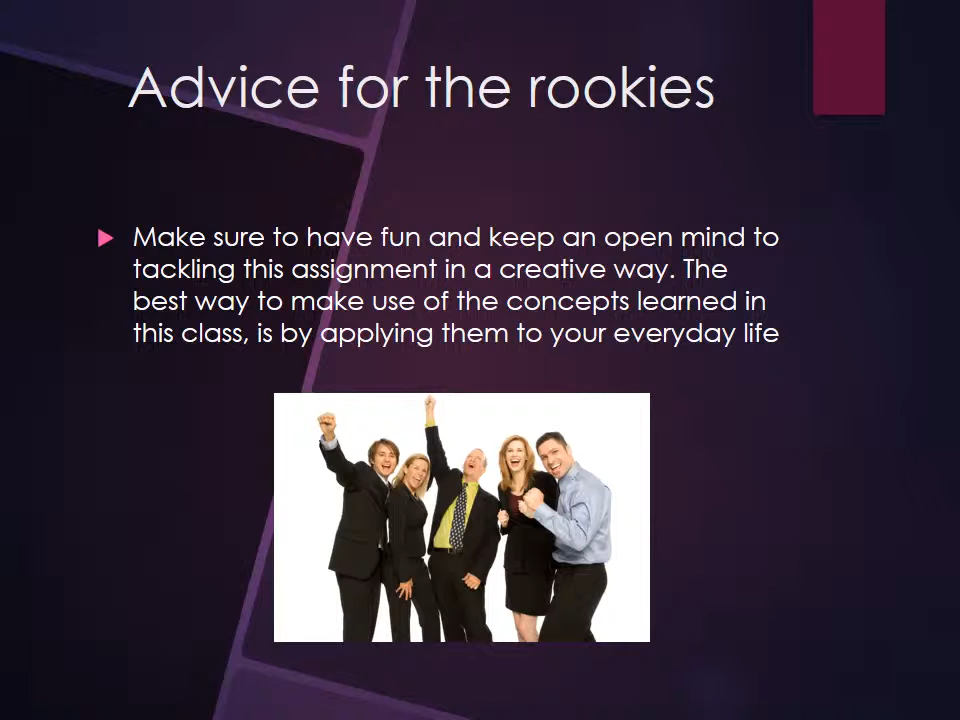 Advice for the rookies
Make sure to have fun and keep an open mind to
tackling this assignment in a creative way. The
best way to make use of the concepts learned in
this class, is by applying them to your everyday life